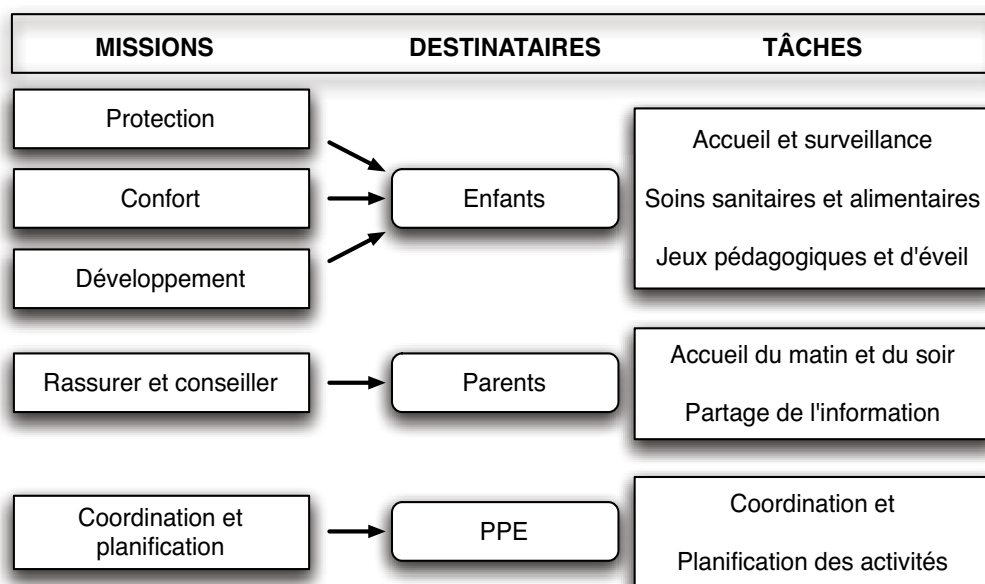 MISSIONS DESTINATAIRES TÂCHES
Protection
Confort
Développement
Enfants
Accueil et surveillance
Soins sanitaires et alimentaires
Jeux pédagogiques et d'éveil
Rassurer et conseiller
Parents
Accueil du matin et du soir
Partage de l'information
Coordination et
planification
PPE
Coordination et
Planification des activités